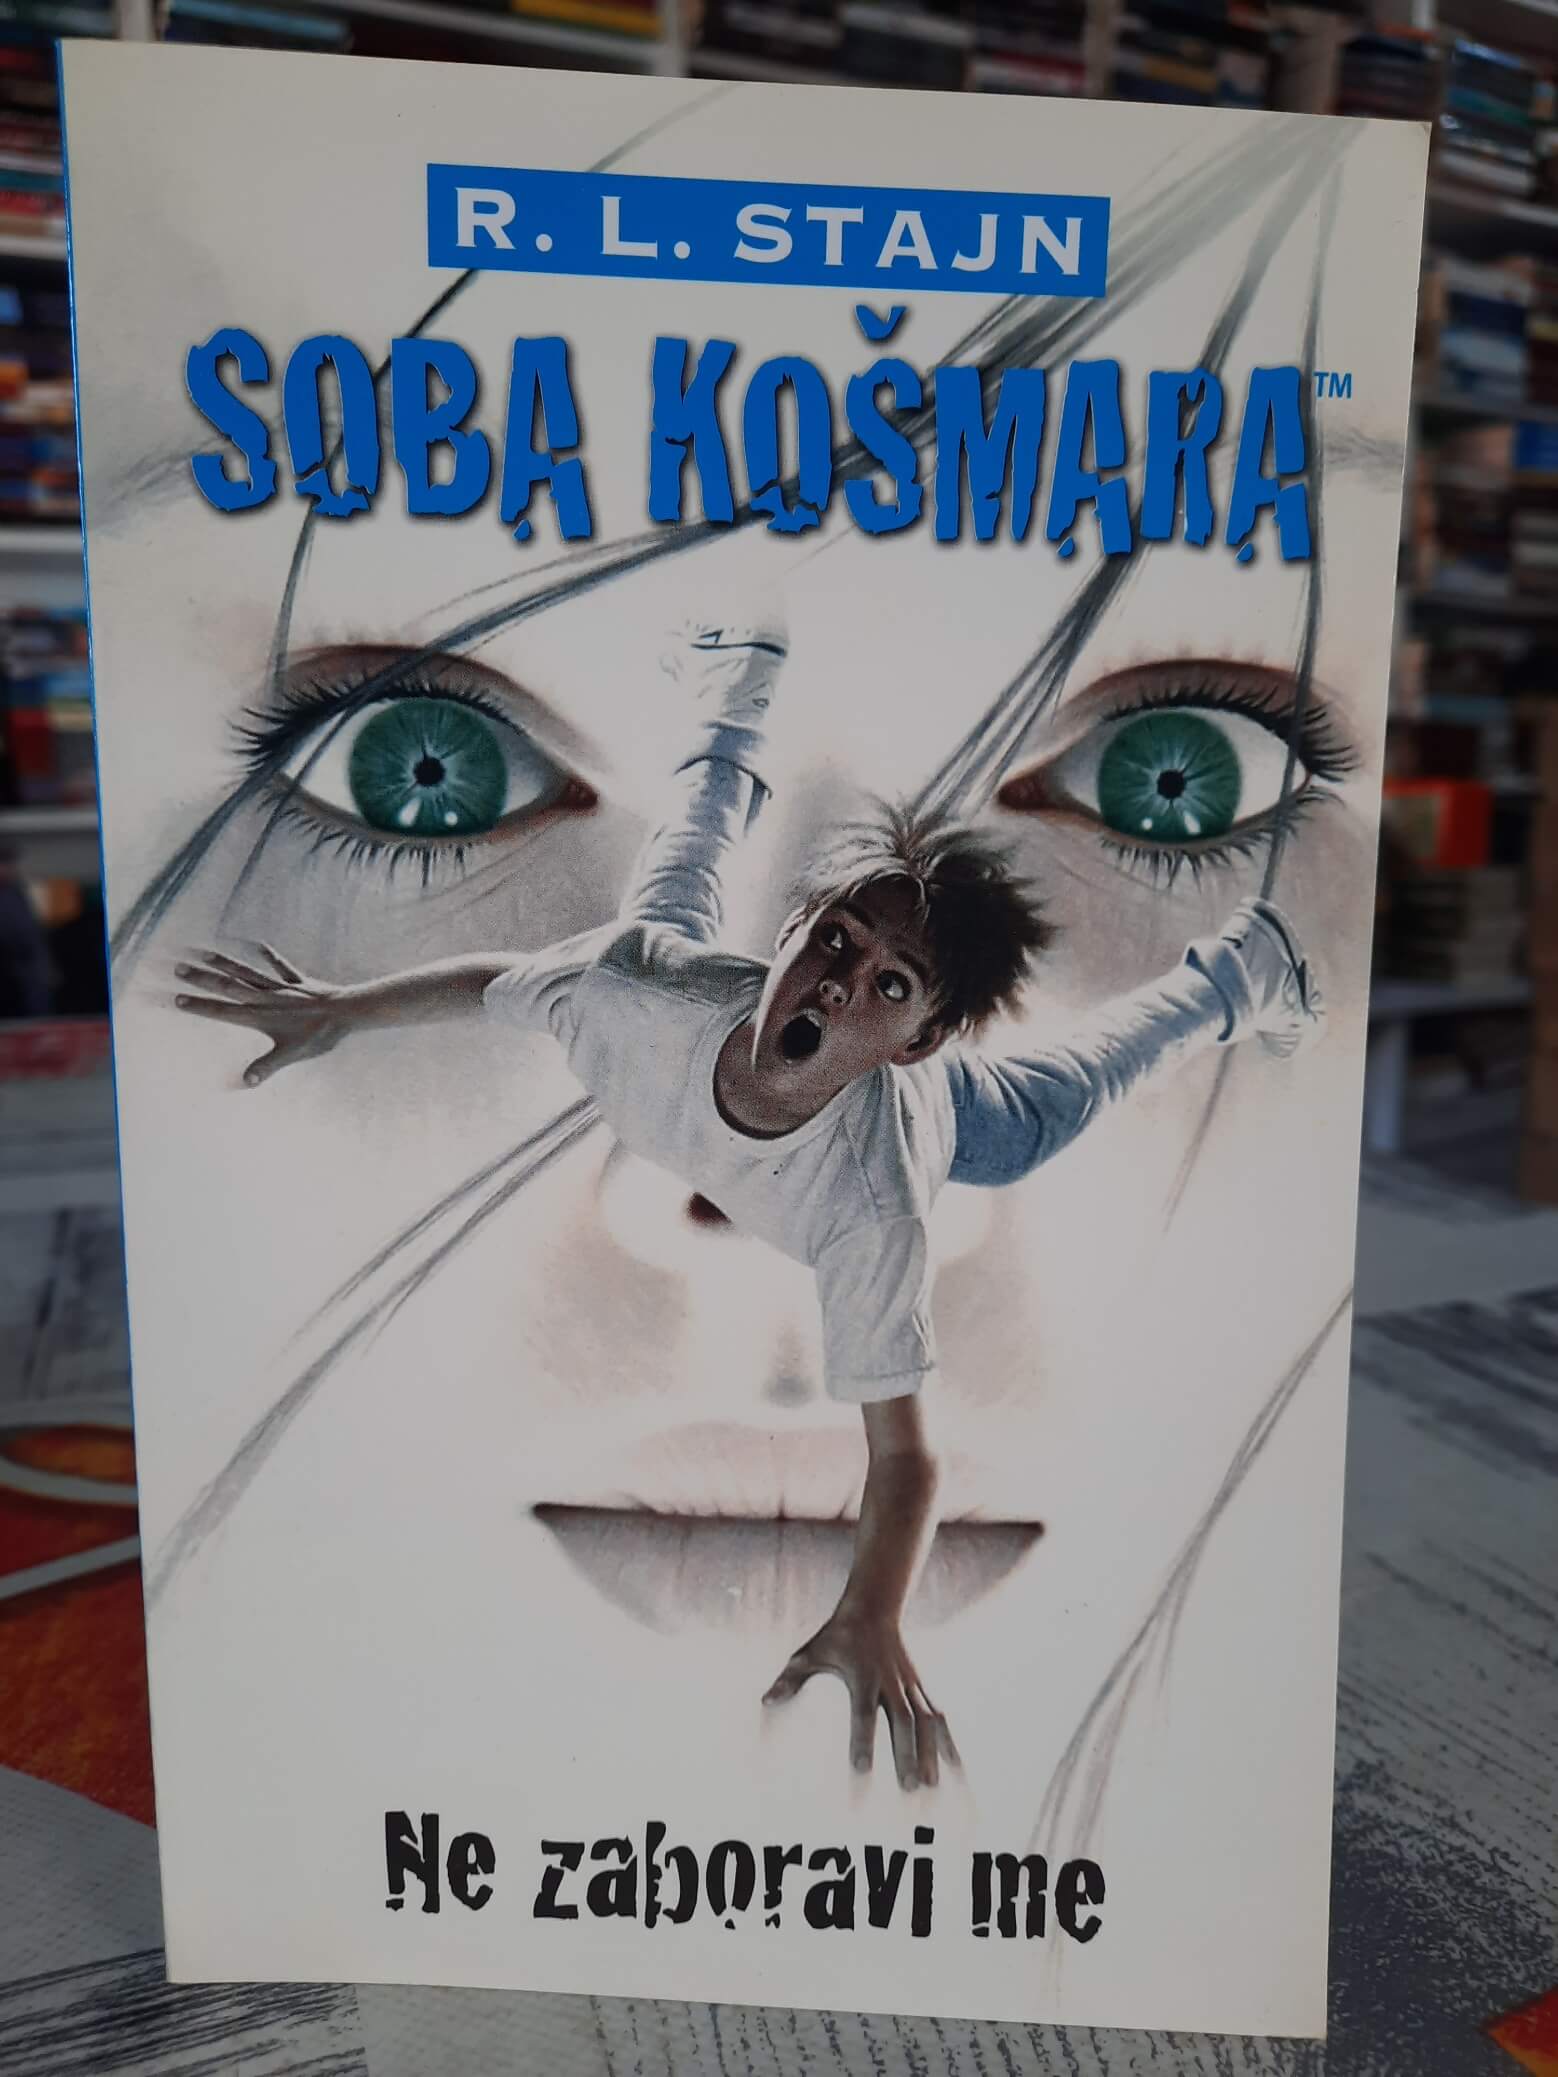 R. L. STAJN
SOBA KOŠMARA™
Ne zaboravi me